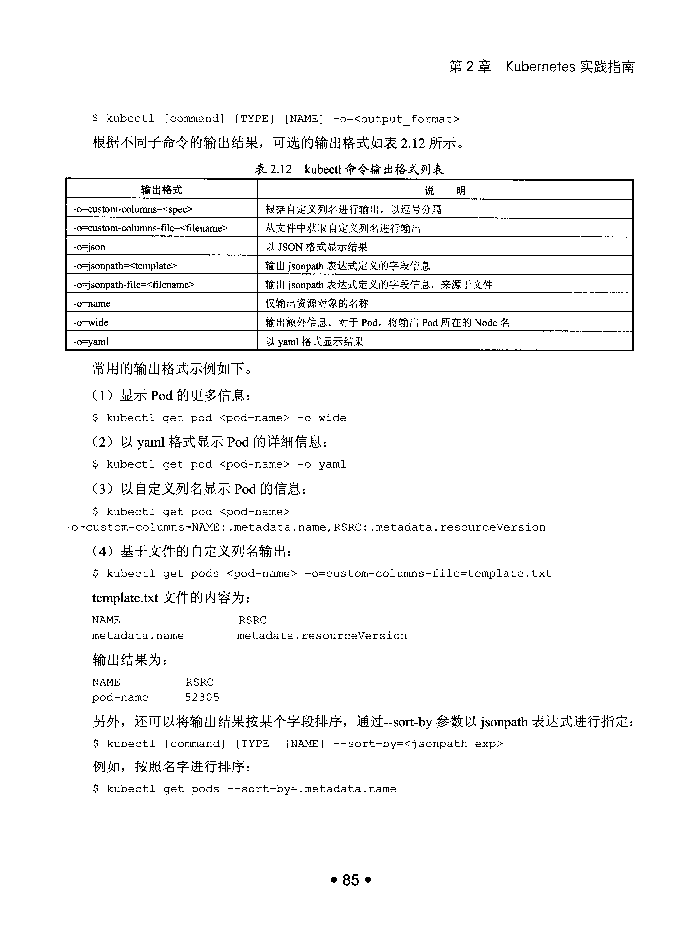 第 2 章 Kubernetes 实践指南
$ kubectl [command] [TYPE] [NAME] -o=<output_format>
根据不同子命令的输出结果，可选的输出格式如表 2.12 所示。
表 2.12 kubectl 命令输出格式列表
输出格式 说 明
-o=custom-columns=<spec> 根据自定义列名进行输出，以逗号分隔
-o=custom-columns-file=<filename> 从文件中获取自定义列名进行输出
-o=json 以 JSON 格式显示结果
-o=jsonpath=<template> 输出 jsonpath 表达式定义的字段信息
-o=jsonpath-file=<filename> 输出 jsonpath 表达式定义的字段信息，来源于文件
-o=name 仅输出资源对象的名称
-o=wide 输出额外信息。对于 Pod，将输出 Pod 所在的 Node 名
-o=yaml 以 yaml 格式显示结果
常用的输出格式示例如下。
（1）显示 Pod 的更多信息：
$ kubectl get pod <pod-name> -o wide
（2）以 yaml 格式显示 Pod 的详细信息：
$ kubectl get pod <pod-name> -o yaml
（3）以自定义列名显示 Pod 的信息：
$ kubectl get pod <pod-name>
-o=custom-columns=NAME:.metadata.name,RSRC:.metadata.resourceVersion
（4）基于文件的自定义列名输出：
$ kubectl get pods <pod-name> -o=custom-columns-file=template.txt
template.txt 文件的内容为：
NAME RSRC
metadata.name metadata.resourceVersion
输出结果为：
NAME RSRC
pod-name 52305
另外，还可以将输出结果按某个字段排序，通过--sort-by 参数以 jsonpath 表达式进行指定：
$ kubectl [command] [TYPE] [NAME] --sort-by=<jsonpath_exp>
例如，按照名字进行排序：
$ kubectl get pods --sort-by=.metadata.name
• 85 •